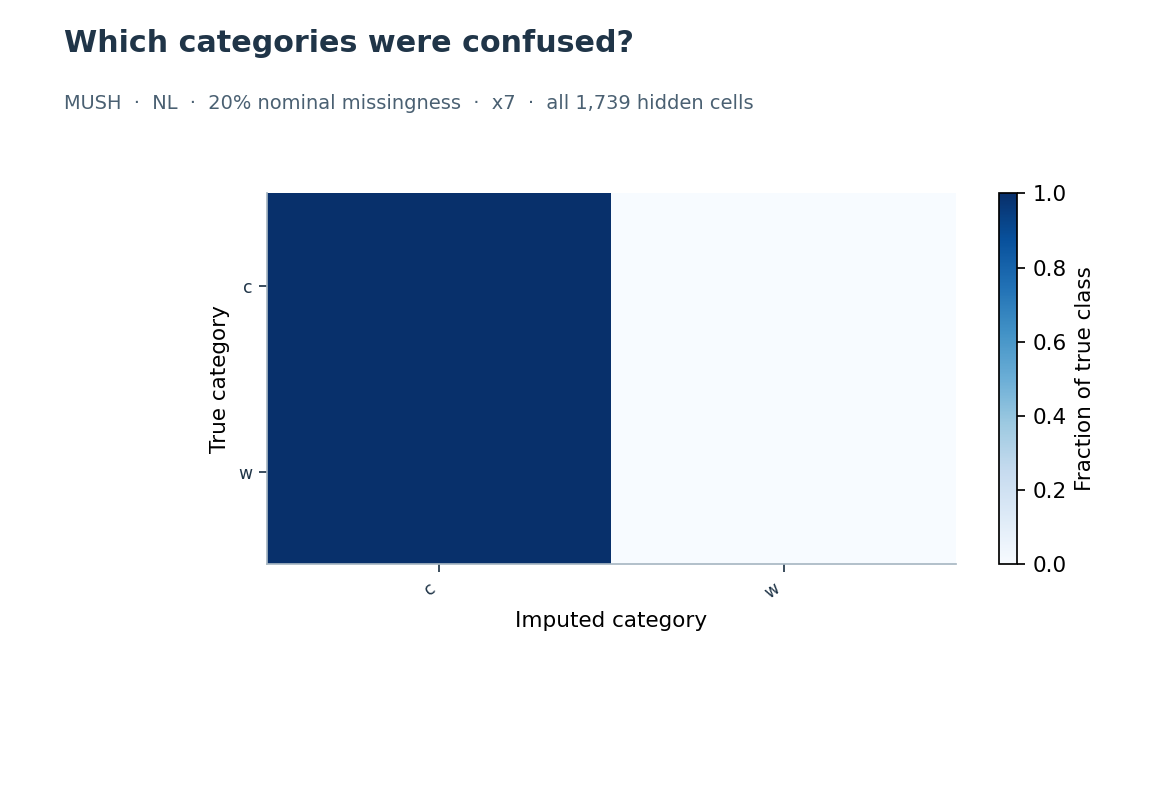 Which categories were confused?
MUSH · NL · 20% nominal missingness · x7 · all 1,739 hidden cells
True category
c
w
c
w
Imputed category
1.0
0.8
0.6
0.4
0.2
0.0
Fraction of true class